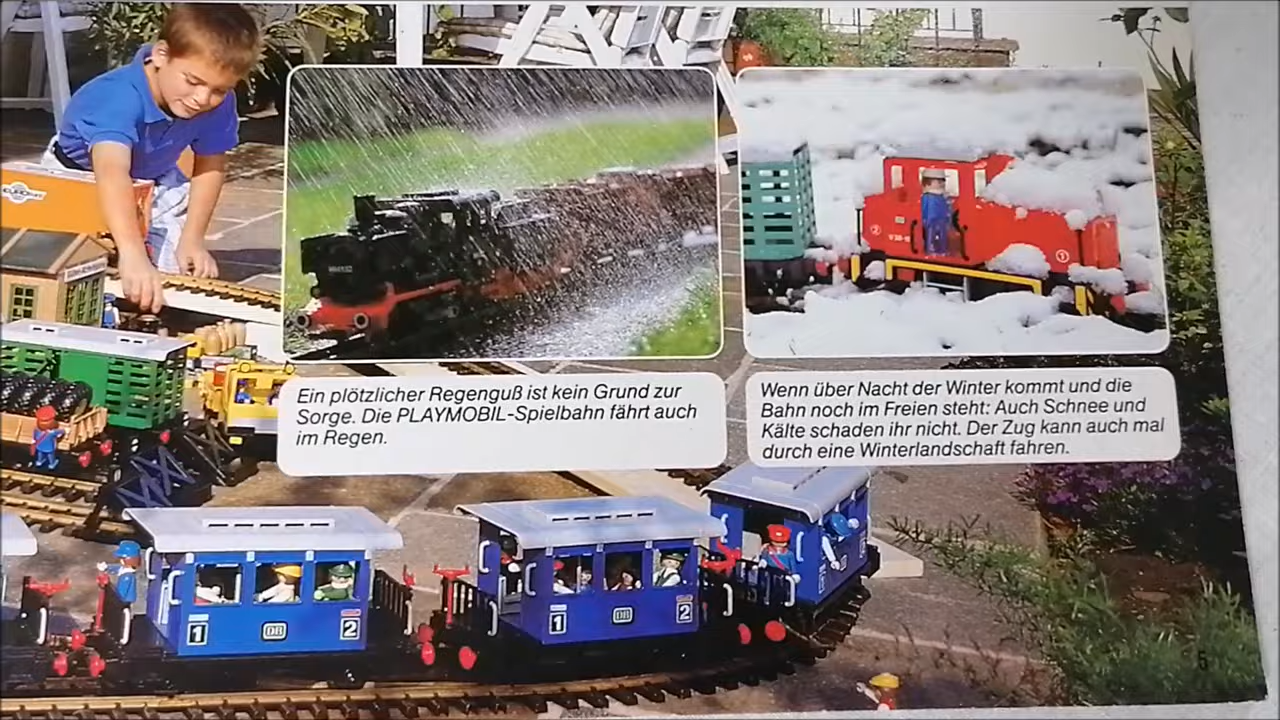 Ein plötzlicher Regenguß ist kein Grund zur
Sorge. Die PLAYMOBIL-Spielbahn fährt auch
im Regen.
Wenn über Nacht der Winter kommt und die
Bahn noch im Freien steht: Auch Schnee und
Kälte schaden ihr nicht. Der Zug kann auch mal
durch eine Winterlandschaft fahren.
2
1
1 DB 2
1 DB 2
5